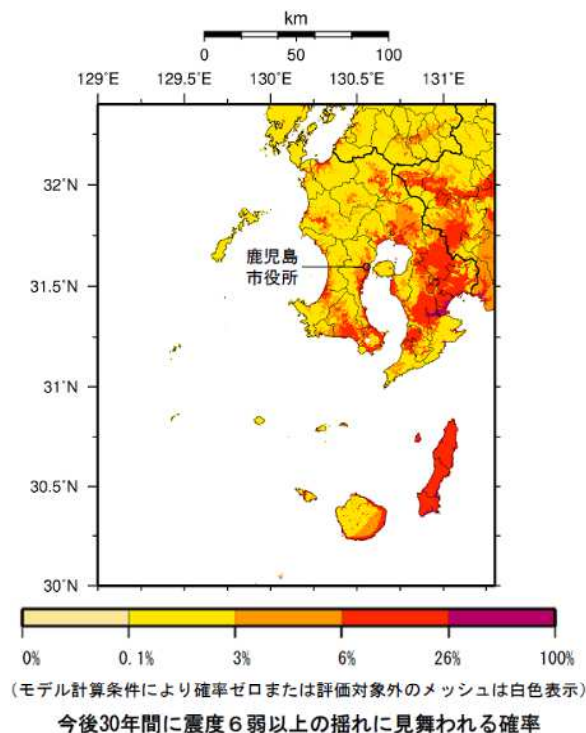 km
0 50 100
129°E 129.5°E 130°E 130.5°E 131°E
32°N
鹿児島
市役所
31.5°N
31°N
30.5°N
30°N
0% 0.1% 3% 6% 26% 100%
(モデル計算条件により確率ゼロまたは評価対象外のメッシュは白色表示)
今後30年間に震度６弱以上の揺れに見舞われる確率